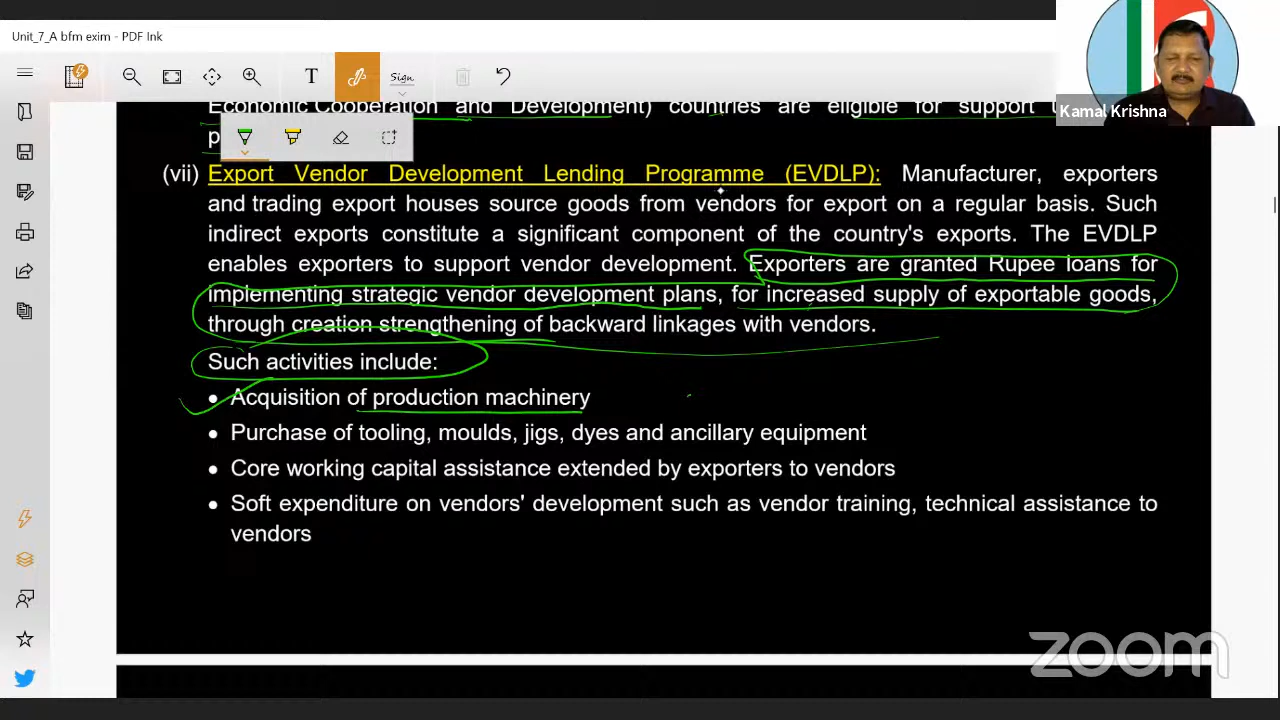 Unit_7_A bfm exim - PDF Ink
T
Sign
Kamal Krishna
Economic Cooperation and Development) countries are eligible for support
p
(vii) Export Vendor Development Lending Programme (EVDLP): Manufacturer, exporters
and trading export houses source goods from vendors for export on a regular basis. Such
indirect exports constitute a significant component of the country's exports. The EVDLP
enables exporters to support vendor development. Exporters are granted Rupee loans for
implementing strategic vendor development plans, for increased supply of exportable goods,
through creation strengthening of backward linkages with vendors.
Such activities include:
• Acquisition of production machinery
• Purchase of tooling, moulds, jigs, dyes and ancillary equipment
• Core working capital assistance extended by exporters to vendors
• Soft expenditure on vendors' development such as vendor training, technical assistance to
vendors
zoom